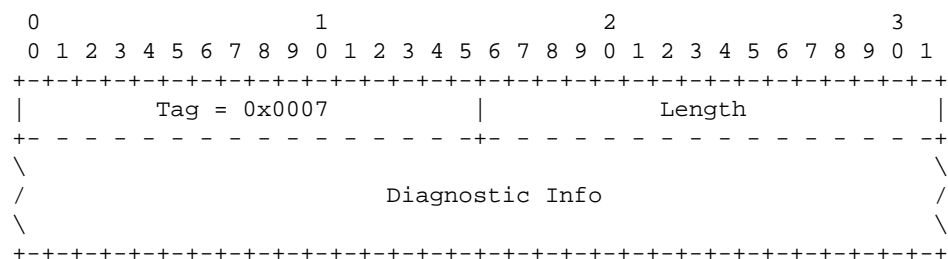 0                   1                   2                   3
 0 1 2 3 4 5 6 7 8 9 0 1 2 3 4 5 6 7 8 9 0 1 2 3 4 5 6 7 8 9 0 1
+-+-+-+-+-+-+-+-+-+-+-+-+-+-+-+-+-+-+-+-+-+-+-+-+-+-+-+-+-+-+-+-+
|         Tag = 0x0007          |            Length             |
+- - - - - - - - - - - - - - - -+- - - - - - - - - - - - - - - -+
\                                                               \
/                        Diagnostic Info                        /
\                                                               \
+-+-+-+-+-+-+-+-+-+-+-+-+-+-+-+-+-+-+-+-+-+-+-+-+-+-+-+-+-+-+-+-+